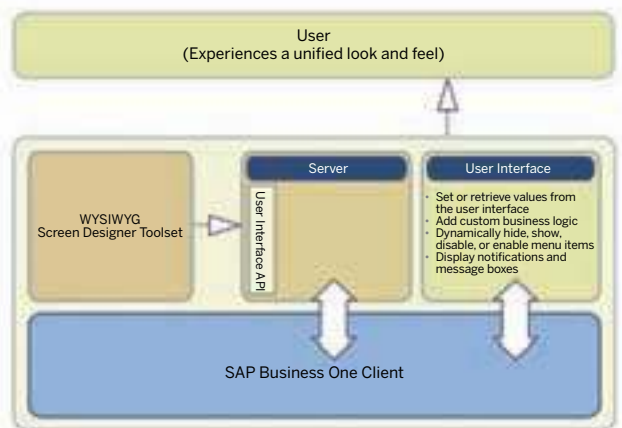 User
(Experiences a unified look and feel)
WYSIWYG
Screen Designer Toolset
Server
User Interface API
User Interface
• Set or retrieve values from
the user interface
• Add custom business logic
• Dynamically hide, show,
disable, or enable menu items
• Display notifications and
message boxes
SAP Business One Client